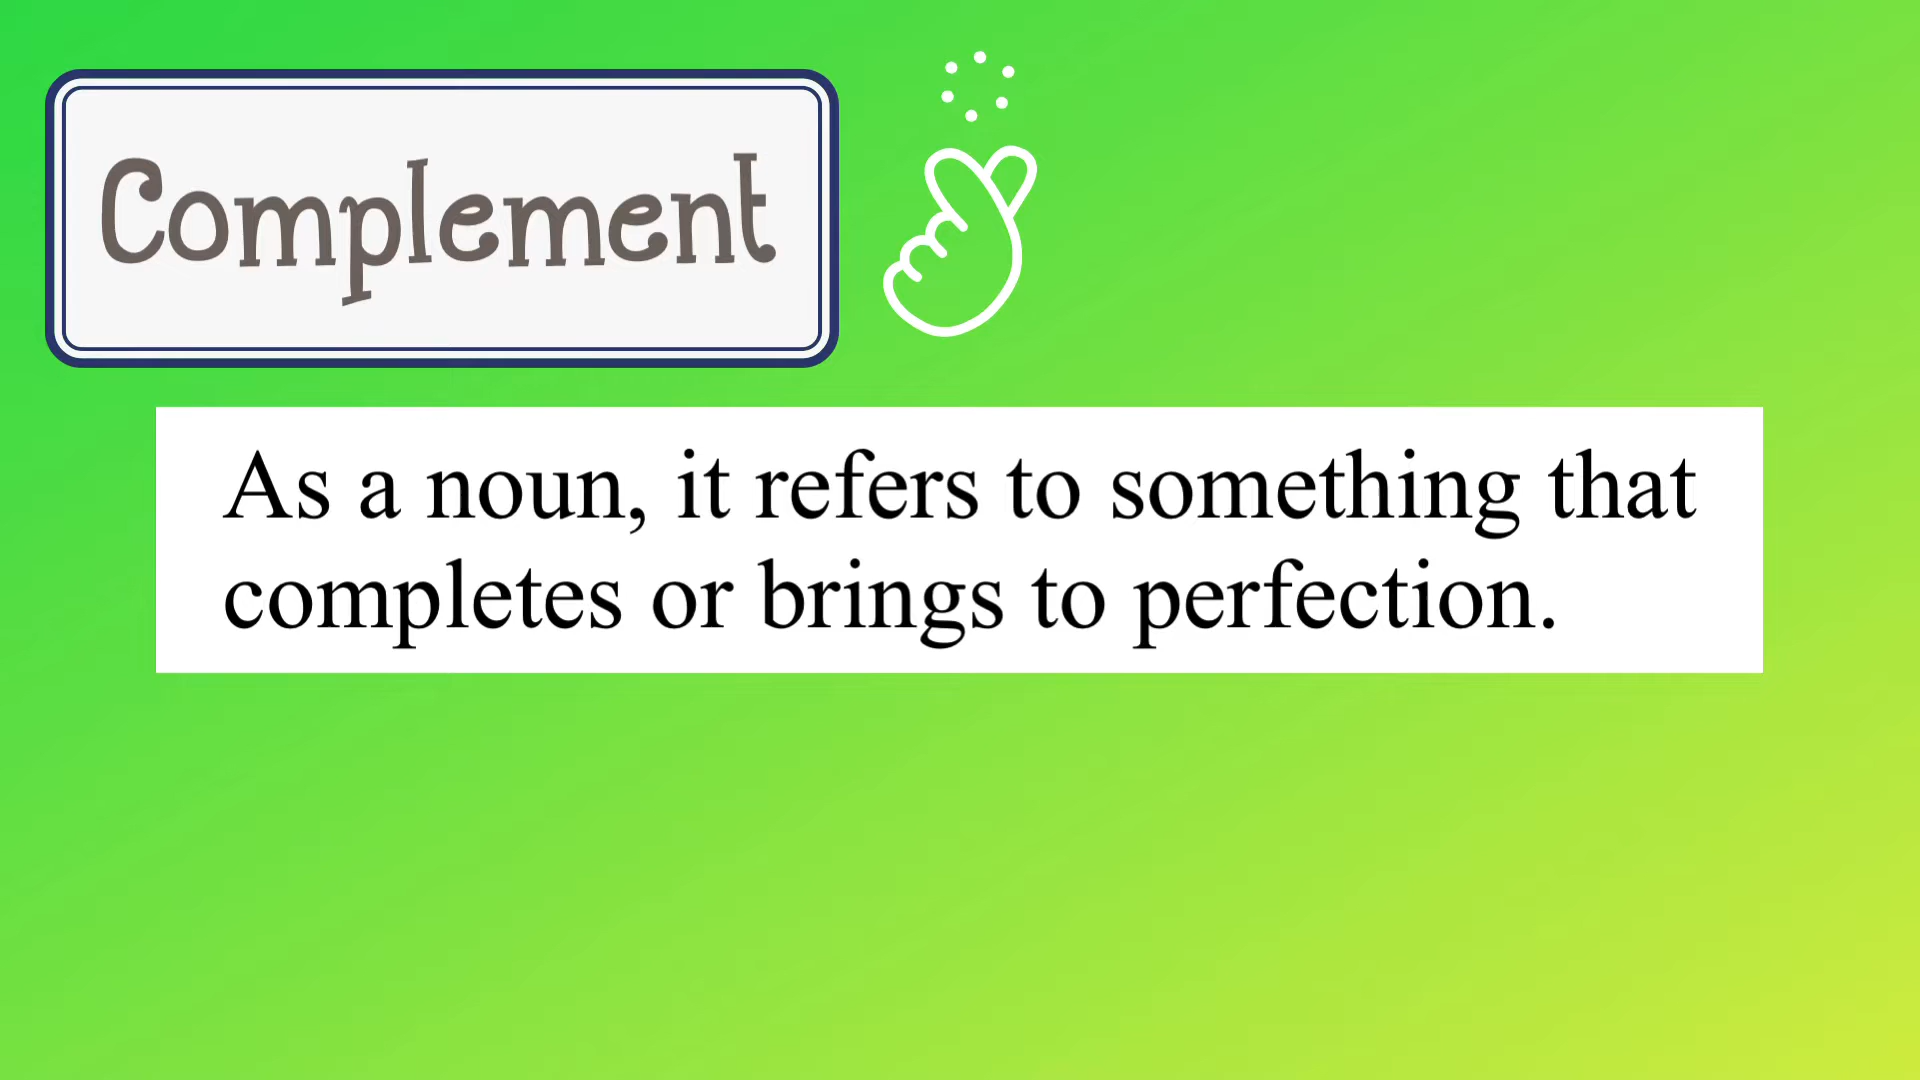 Complement
As a noun, it refers to something that
completes or brings to perfection.